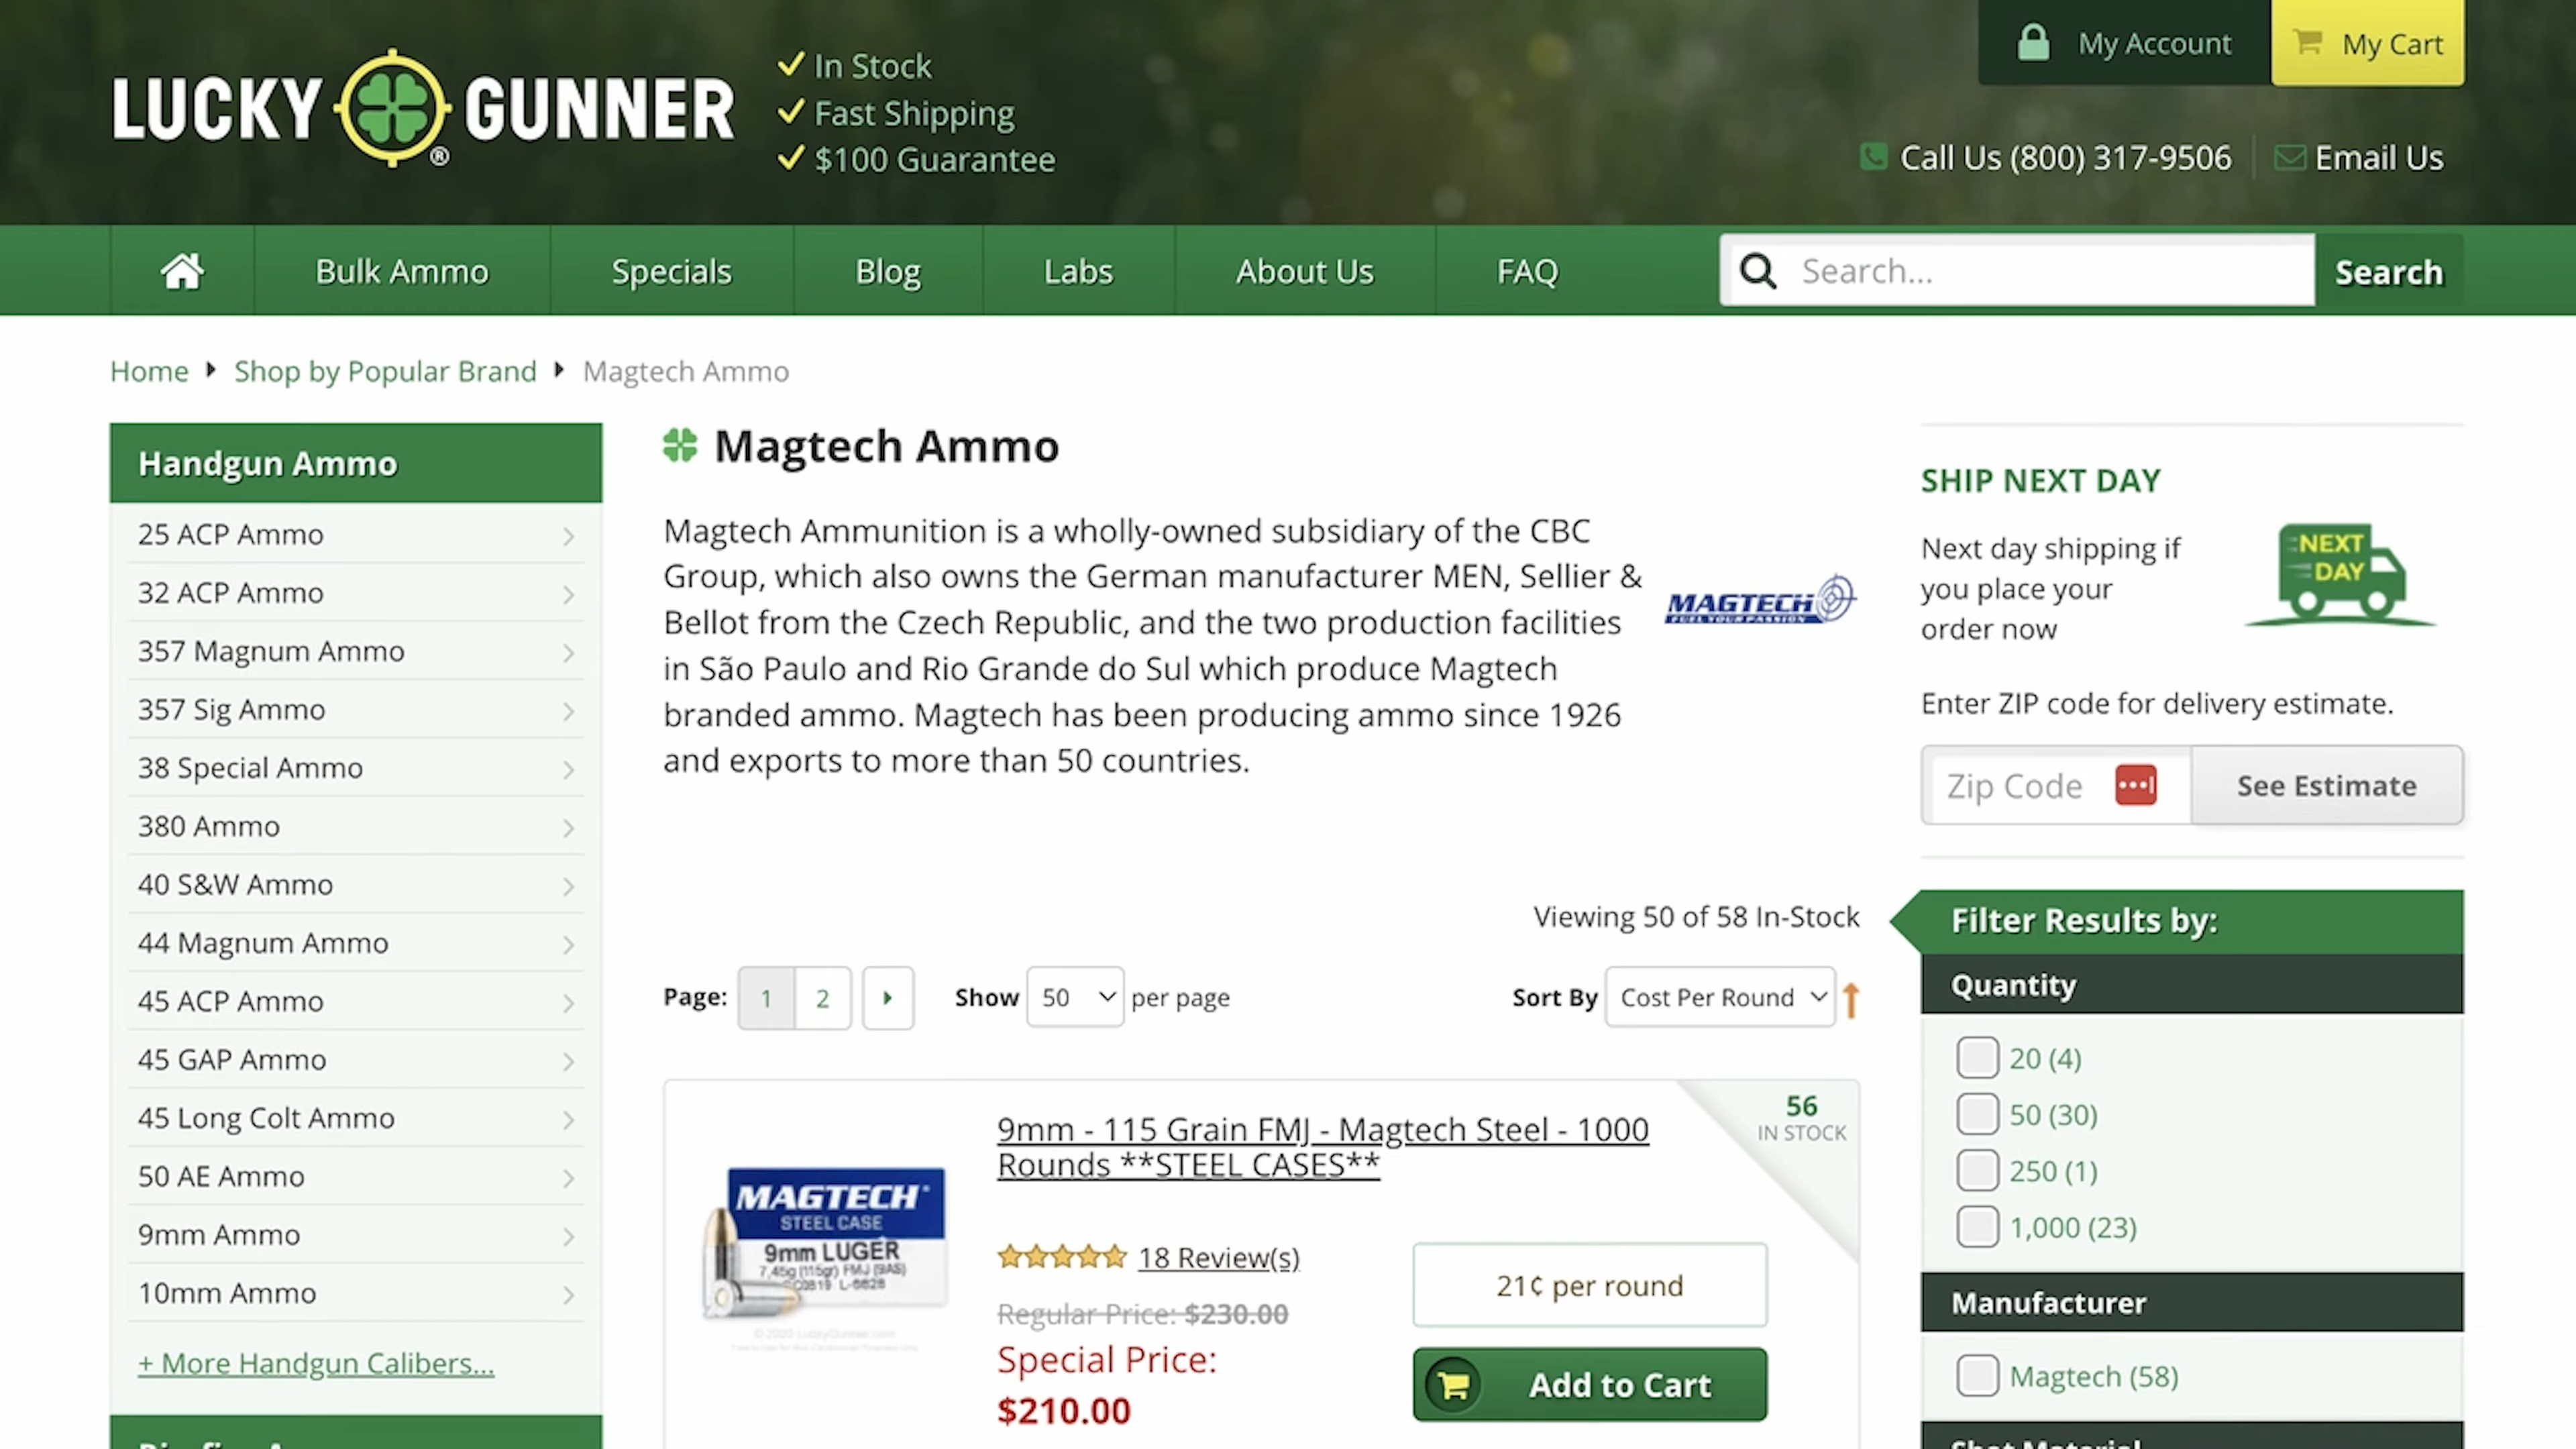 LUCKY GUNNER®
In Stock
Fast Shipping
$100 Guarantee
My Account
My Cart
Call Us (800) 317-9506
Email Us
Bulk Ammo
Specials
Blog
Labs
About Us
FAQ
Search...
Search
Home
Shop by Popular Brand
Magtech Ammo
Handgun Ammo
25 ACP Ammo
32 ACP Ammo
357 Magnum Ammo
357 Sig Ammo
38 Special Ammo
380 Ammo
40 S&W Ammo
44 Magnum Ammo
45 ACP Ammo
45 GAP Ammo
45 Long Colt Ammo
50 AE Ammo
9mm Ammo
10mm Ammo
+ More Handgun Calibers...
Magtech Ammo
Magtech Ammunition is a wholly-owned subsidiary of the CBC
Group, which also owns the German manufacturer MEN, Sellier &
Bellot from the Czech Republic, and the two production facilities
in São Paulo and Rio Grande do Sul which produce Magtech
branded ammo. Magtech has been producing ammo since 1926
and exports to more than 50 countries.
MAGTECH
FUEL YOUR PASSION
Viewing 50 of 58 In-Stock
Page: 1 2
Show 50 per page
Sort By Cost Per Round
9mm - 115 Grain FMJ - Magtech Steel - 1000
Rounds **STEEL CASES**
56
IN STOCK
MAGTECH
STEEL CASE
9mm LUGER
18 Review(s)
Regular Price: $230.00
Special Price:
$210.00
21¢ per round
Add to Cart
SHIP NEXT DAY
Next day shipping if
you place your
order now
NEXT
DAY
Enter ZIP code for delivery estimate.
Zip Code
See Estimate
Filter Results by:
Quantity
20 (4)
50 (30)
250 (1)
1,000 (23)
Manufacturer
Magtech (58)